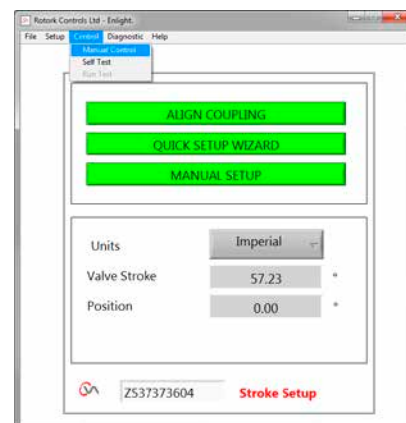 Rotork Controls Ltd - Enlight.
File Setup Control Diagnostic Help
Manual Control
Self Test
Run Test
ALIGN COUPLING
QUICK SETUP WIZARD
MANUAL SETUP
Units Imperial
Valve Stroke 57.23 °
Position 0.00 °
ZS37373604 Stroke Setup